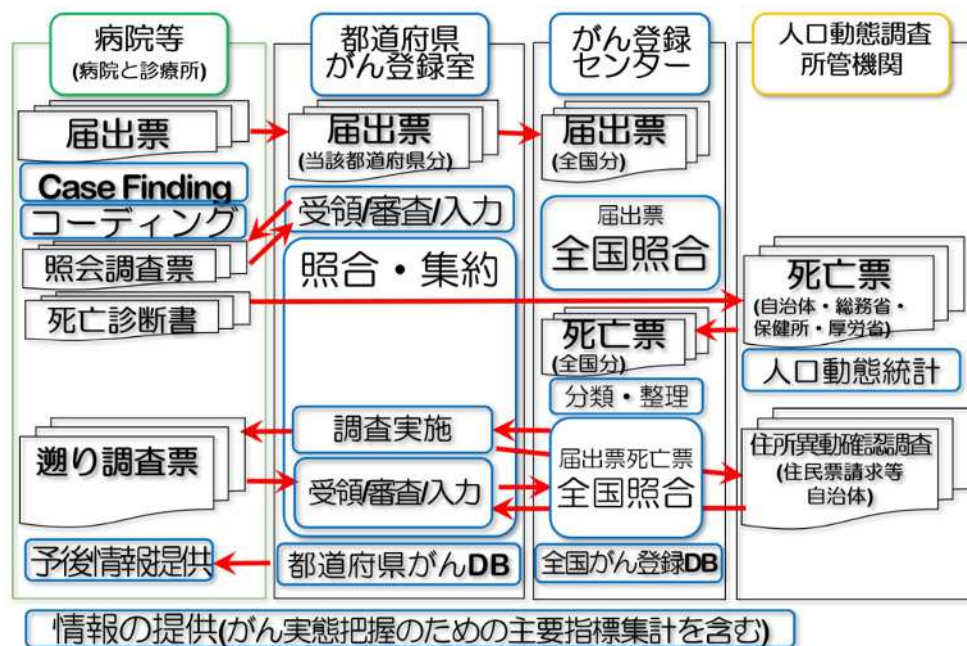 病院等
(病院と診療所)
都道府県
がん登録室
がん登録
センター
人口動態調査
所管機関
届出票
届出票
(当該都道府県分)
届出票
(全国分)
Case Finding
コーディング
受領/審査/入力
届出票
全国照合
照会調査票
照合・集約
死亡診断書
死亡票
(自治体・総務省・
保健所・厚労省)
死亡票
(全国分)
人口動態統計
分類・整理
遡り調査票
調査実施
受領/審査/入力
届出票死亡票
全国照合
住所異動確認調査
(住民票請求等
自治体)
予後情報提供
都道府県がんDB
全国がん登録DB
情報の提供(がん実態把握のための主要指標集計を含む)